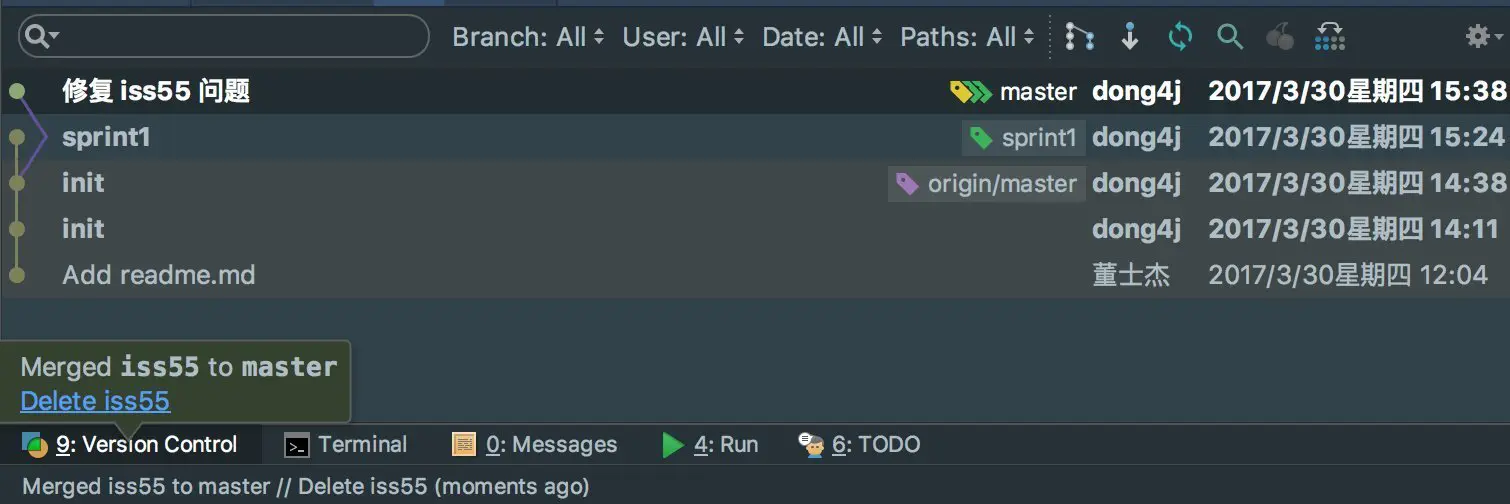 Branch: All User: All Date: All Paths: All
修复 iss55 问题 master dong4j 2017/3/30星期四 15:38
sprint1 sprint1 dong4j 2017/3/30星期四 15:24
init origin/master dong4j 2017/3/30星期四 14:38
init dong4j 2017/3/30星期四 14:11
Add readme.md 董士杰 2017/3/30星期四 12:04
Merged iss55 to master
Delete iss55
9: Version Control Terminal 0: Messages 4: Run 6: TODO
Merged iss55 to master // Delete iss55 (moments ago)